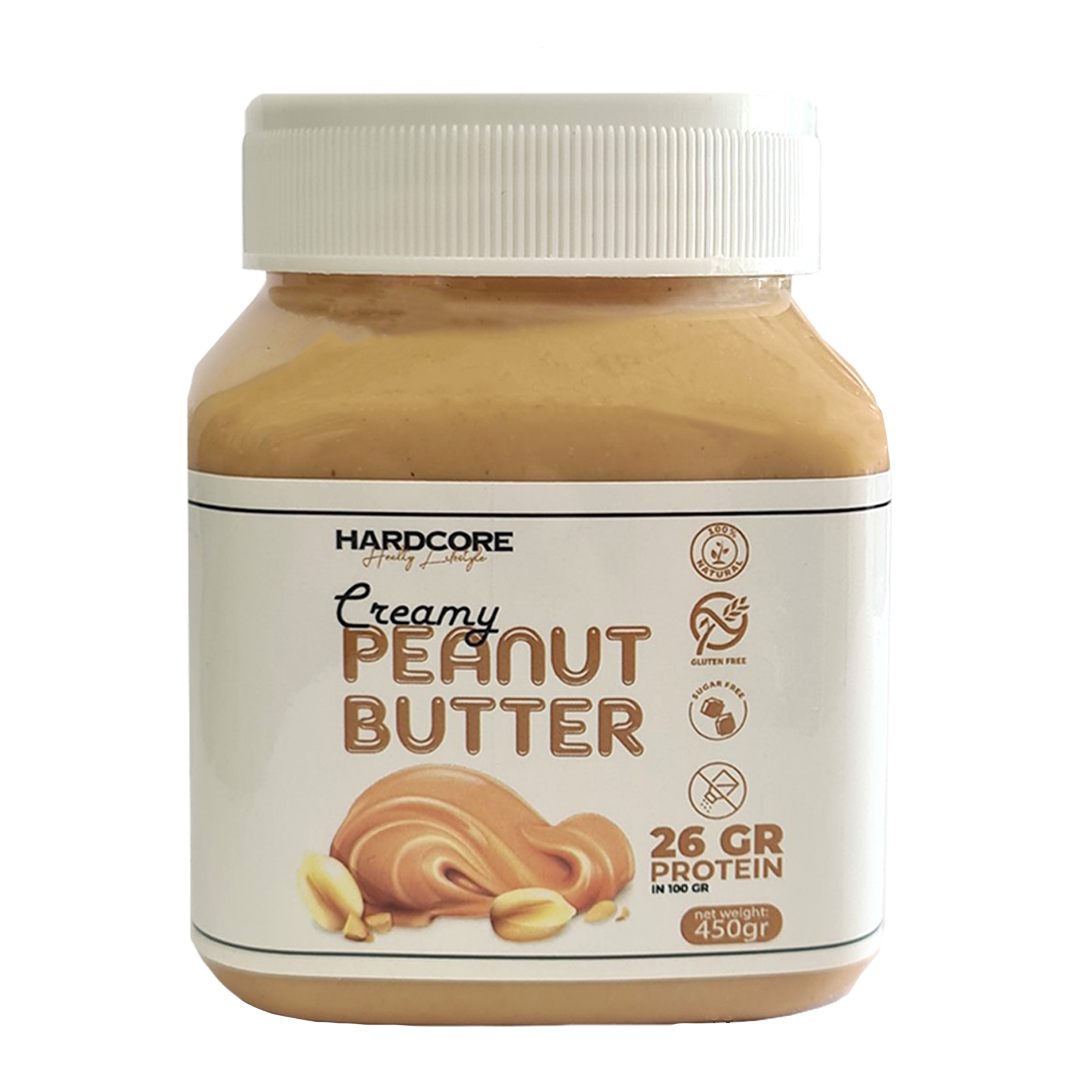 HARDCORE
Healty Lifestyle
Creamy
PEANUT
BUTTER
100%
NATURAL
GLUTEN FREE
SUGAR FREE
26 GR
PROTEIN
IN 100 GR
net weight:
450gr